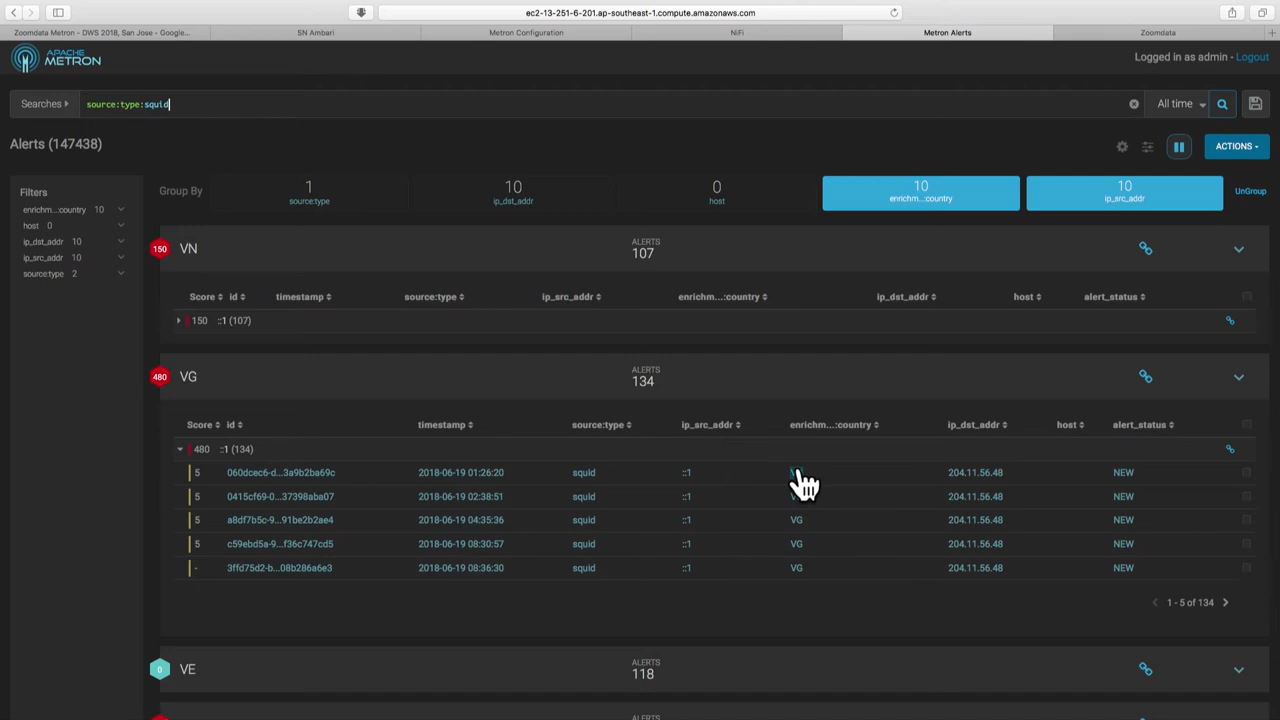 ec2-13-251-6-201.ap-southeast-1.compute.amazonaws.com
Zoomdata Metron - DWS 2018, San Jose - Google... SN Ambari Metron Configuration NiFi Metron Alerts Zoomdata
APACHE METRON
Logged in as admin - Logout
Searches source:type:squid All time
Alerts (147438)
ACTIONS
Filters
enrichm...:country 10
host 0
ip_dst_addr 10
ip_src_addr 10
source:type 2
Group By
1 source:type
10 ip_dst_addr
0 host
10 enrichm...:country
10 ip_src_addr
UnGroup
150 VN ALERTS 107
Score id timestamp source:type ip_src_addr enrichm...:country ip_dst_addr host alert_status
150 ::1 (107)
480 VG ALERTS 134
Score id timestamp source:type ip_src_addr enrichm...:country ip_dst_addr host alert_status
480 ::1 (134)
5 060dcec6-d...3a9b2ba69c 2018-06-19 01:26:20 squid ::1 204.11.56.48 NEW
5 0415cf69-0...37398aba07 2018-06-19 02:38:51 squid ::1 204.11.56.48 NEW
5 a8df7b5c-9...91be2b2ae4 2018-06-19 04:35:36 squid ::1 VG 204.11.56.48 NEW
5 c59ebd5a-9...f36c747cd5 2018-06-19 08:30:57 squid ::1 VG 204.11.56.48 NEW
- 3ffd75d2-b...08b286a6e3 2018-06-19 08:36:30 squid ::1 VG 204.11.56.48 NEW
1 - 5 of 134
0 VE ALERTS 118